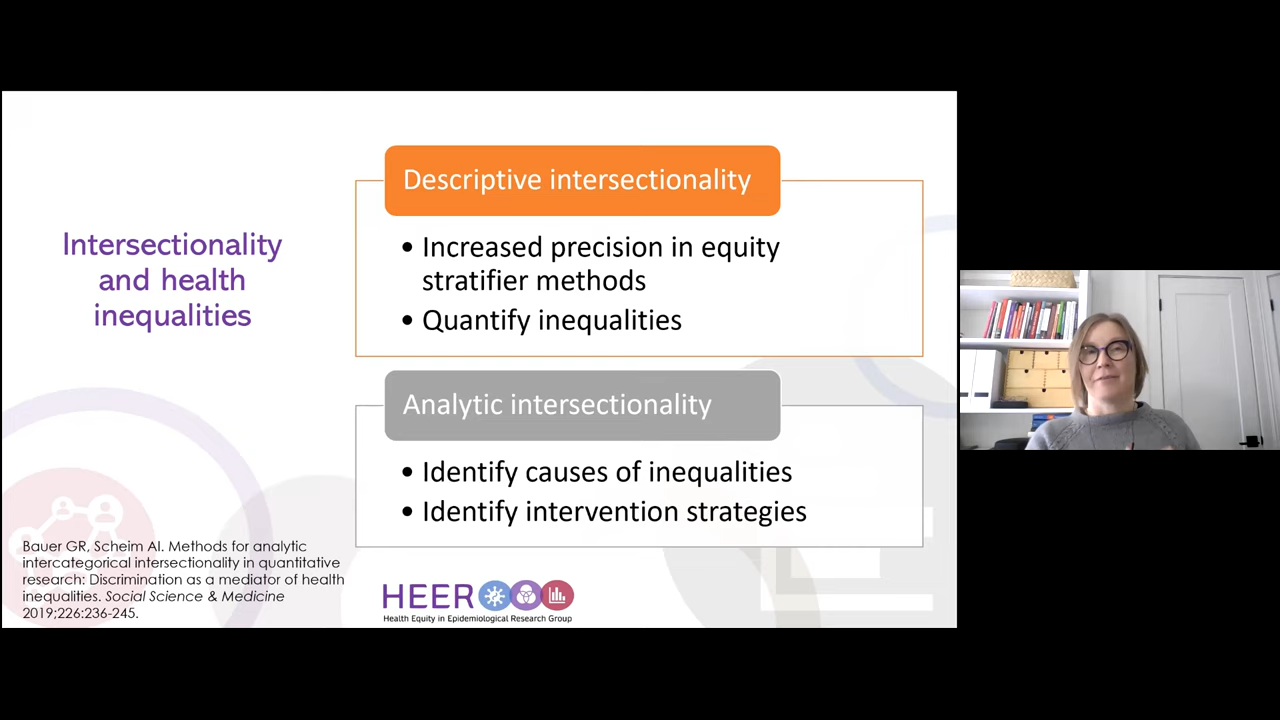 Intersectionality
and health
inequalities
Descriptive intersectionality
• Increased precision in equity
stratifier methods
• Quantify inequalities
Analytic intersectionality
• Identify causes of inequalities
• Identify intervention strategies
Bauer GR, Scheim AI. Methods for analytic
intercategorical intersectionality in quantitative
research: Discrimination as a mediator of health
inequalities. Social Science & Medicine
2019;226:236-245.
HEER
Health Equity in Epidemiological Research Group